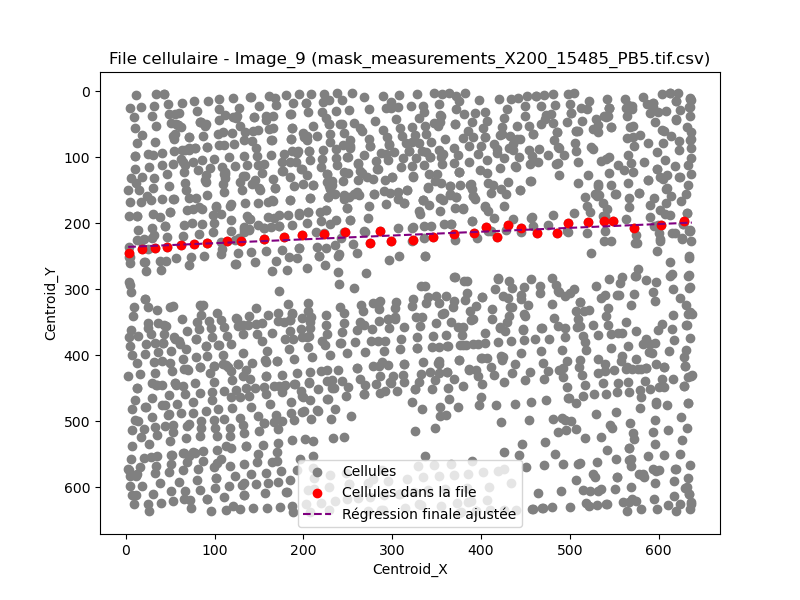 File cellulaire - Image_9 (mask_measurements_X200_15485_PB5.tif.csv)
0
100
200
300
400
500
600
Centroid_Y
Cellules
Cellules dans la file
Régression finale ajustée
0 100 200 300 400 500 600
Centroid_X